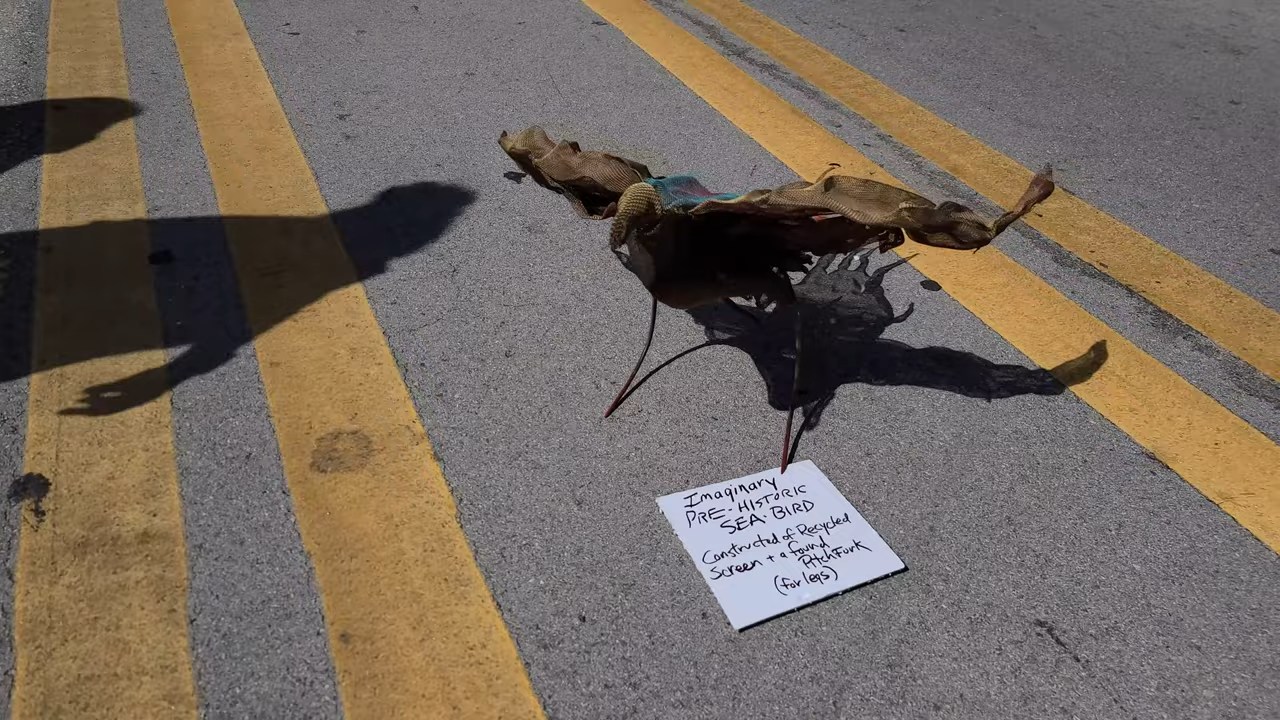 Imaginary
PRE-HISTORIC
SEA-BIRD
Constructed of Recycled
Screen + a found
PitchFork
(for legs)